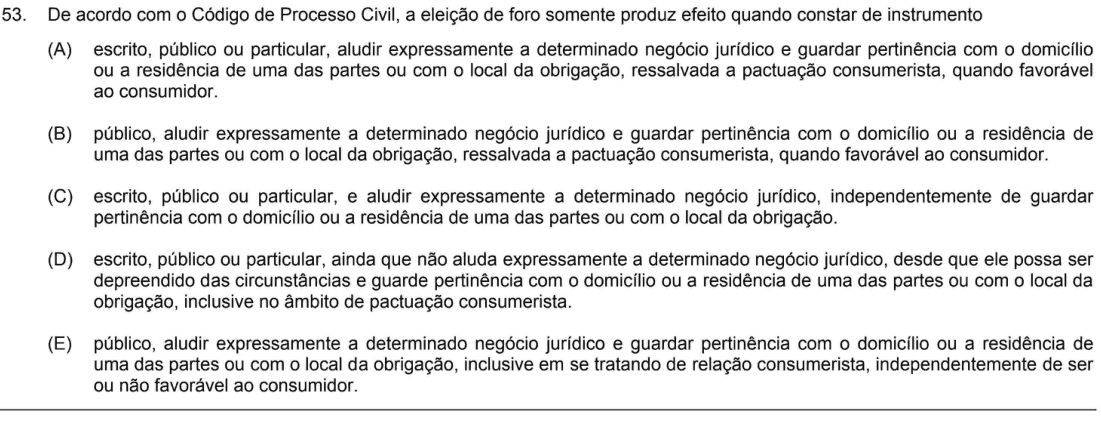 53. De acordo com o Código de Processo Civil, a eleição de foro somente produz efeito quando constar de instrumento
(A) escrito, público ou particular, aludir expressamente a determinado negócio jurídico e guardar pertinência com o domicílio
ou a residência de uma das partes ou com o local da obrigação, ressalvada a pactuação consumerista, quando favorável
ao consumidor.
(B) público, aludir expressamente a determinado negócio jurídico e guardar pertinência com o domicílio ou a residência de
uma das partes ou com o local da obrigação, ressalvada a pactuação consumerista, quando favorável ao consumidor.
(C) escrito, público ou particular, e aludir expressamente a determinado negócio jurídico, independentemente de guardar
pertinência com o domicílio ou a residência de uma das partes ou com o local da obrigação.
(D) escrito, público ou particular, ainda que não aluda expressamente a determinado negócio jurídico, desde que ele possa ser
depreendido das circunstâncias e guarde pertinência com o domicílio ou a residência de uma das partes ou com o local da
obrigação, inclusive no âmbito de pactuação consumerista.
(E) público, aludir expressamente a determinado negócio jurídico e guardar pertinência com o domicílio ou a residência de
uma das partes ou com o local da obrigação, inclusive em se tratando de relação consumerista, independentemente de ser
ou não favorável ao consumidor.